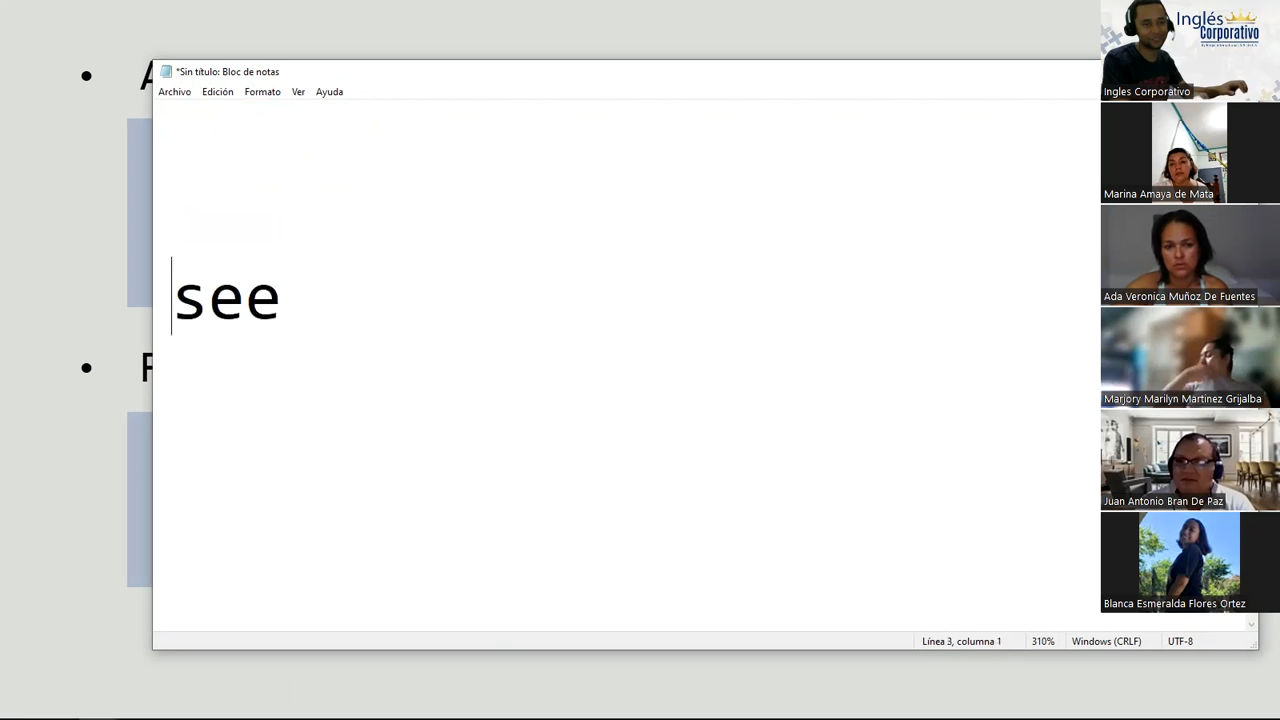 *Sin título: Bloc de notas
Archivo Edición Formato Ver Ayuda
see
Línea 3, columna 1 310% Windows (CRLF) UTF-8
Inglés
Corporativo
Ingles Corporativo
Marina Amaya de Mata
Ada Veronica Muñoz De Fuentes
Marjory Marilyn Martinez Grijalba
Juan Antonio Bran De Paz
Blanca Esmeralda Flores Ortez